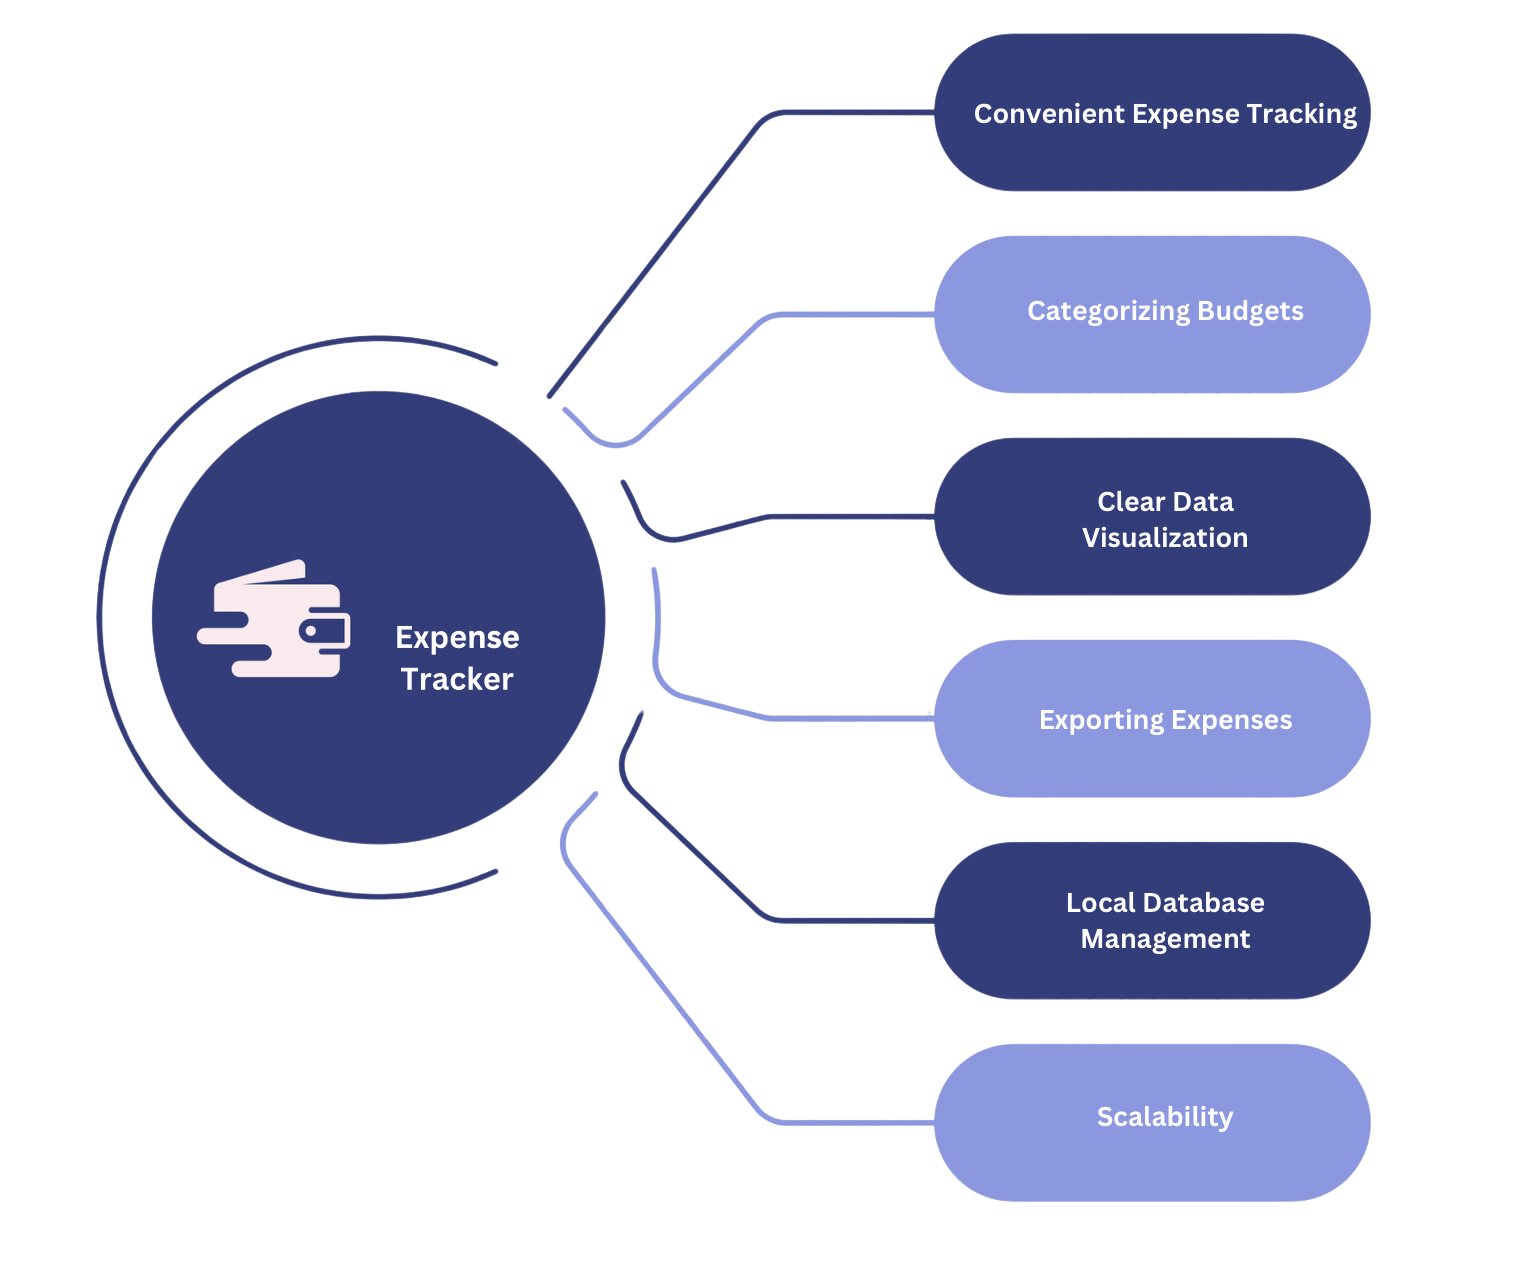 Convenient Expense Tracking
Categorizing Budgets
Clear Data
Visualization
Expense
Tracker
Exporting Expenses
Local Database
Management
Scalability